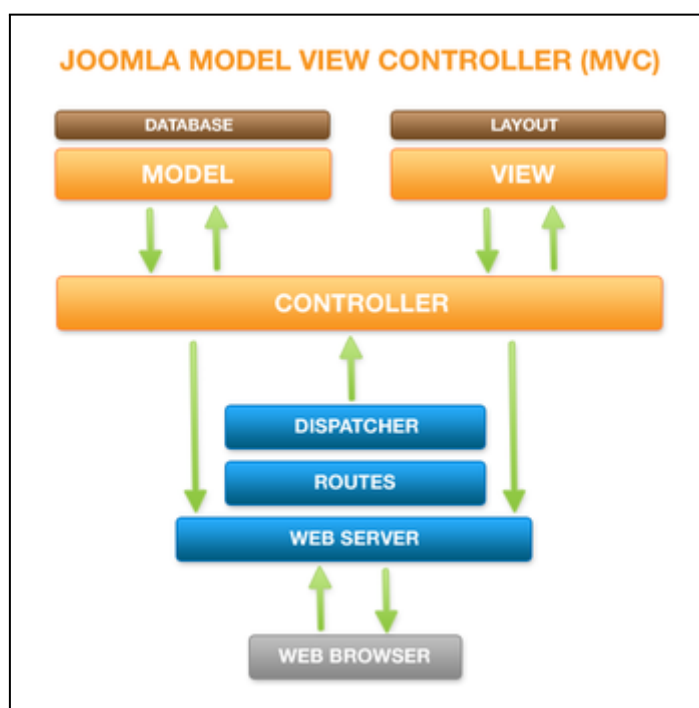 JOOMLA MODEL VIEW CONTROLLER (MVC)
DATABASE
LAYOUT
MODEL
VIEW
CONTROLLER
DISPATCHER
ROUTES
WEB SERVER
WEB BROWSER